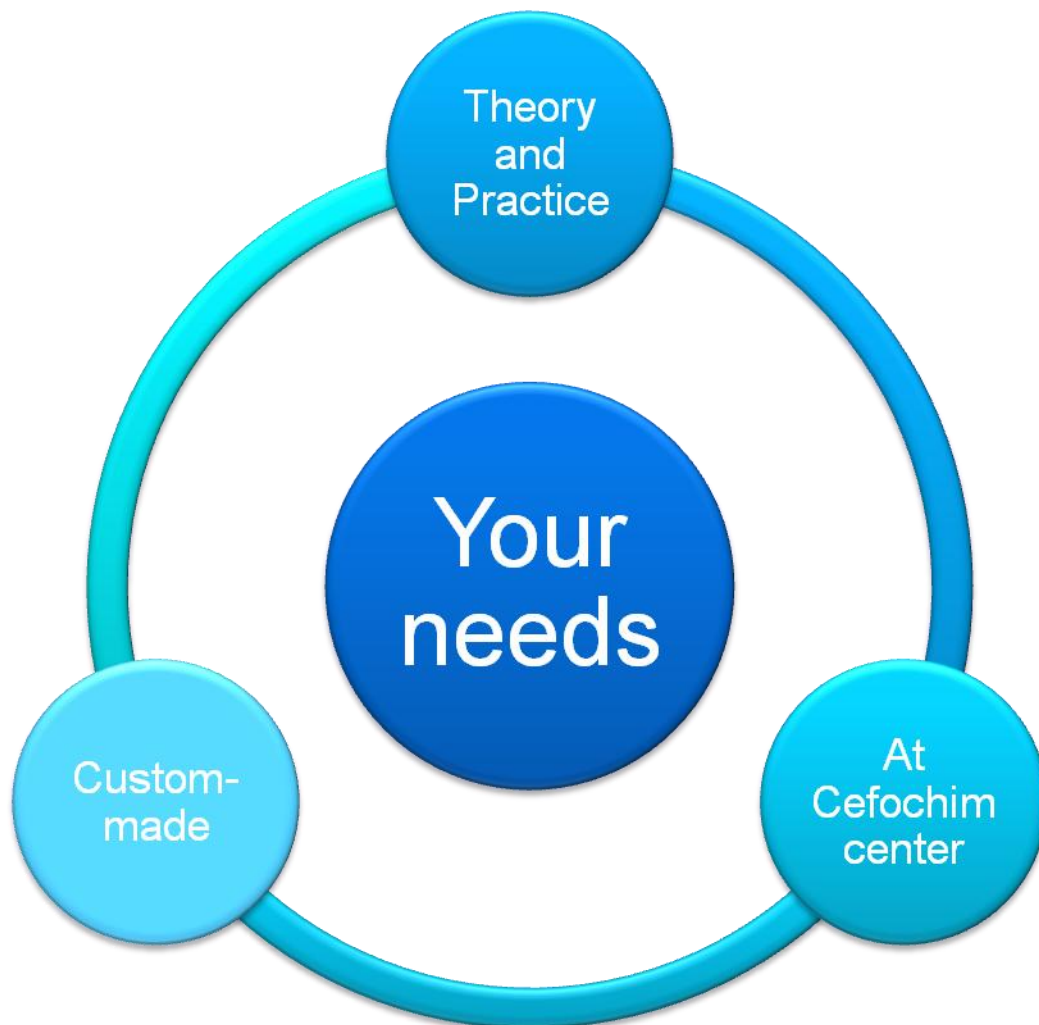 Theory
and
Practice
Your
needs
Custom-
made
At
Cefochim
center